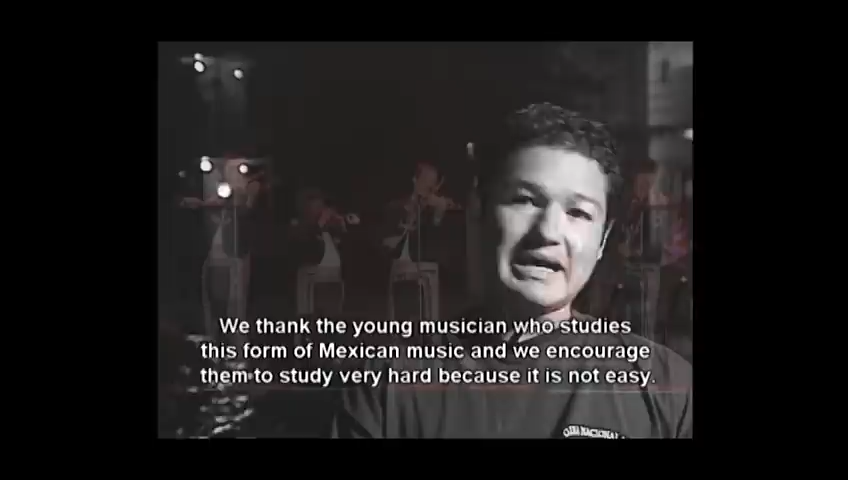 We thank the young musician who studies
this form of Mexican music and we encourage
them to study very hard because it is not easy.
NACIONAL